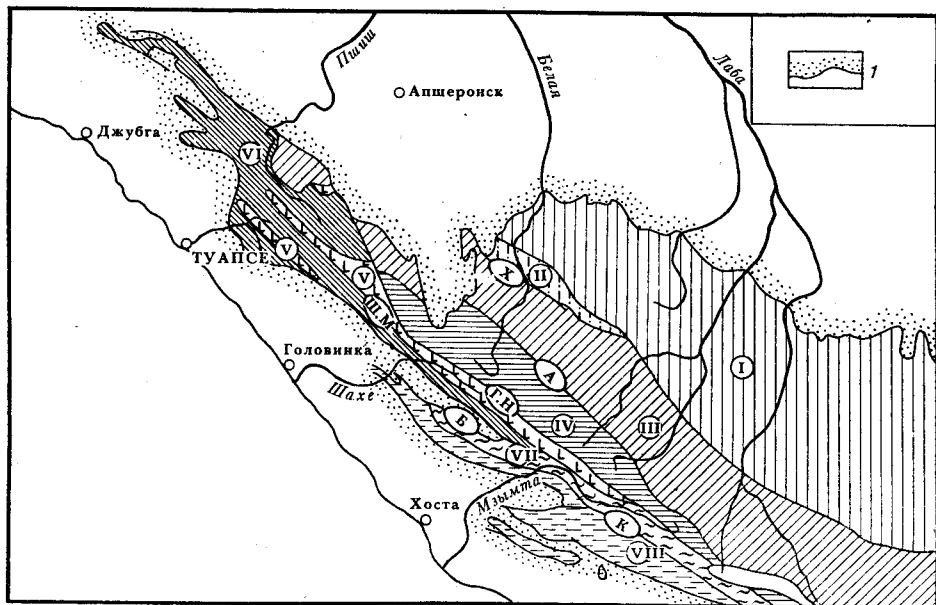 Пшиш
Белая
Лаба
1
Апшеронск
Джубга
VI
ТУАПСЕ
V
V
Х
II
П.М
I
Головинка
Шахе
Г.Н
А
Б
IV
III
VII
Хоста
Мзымта
К
VIII